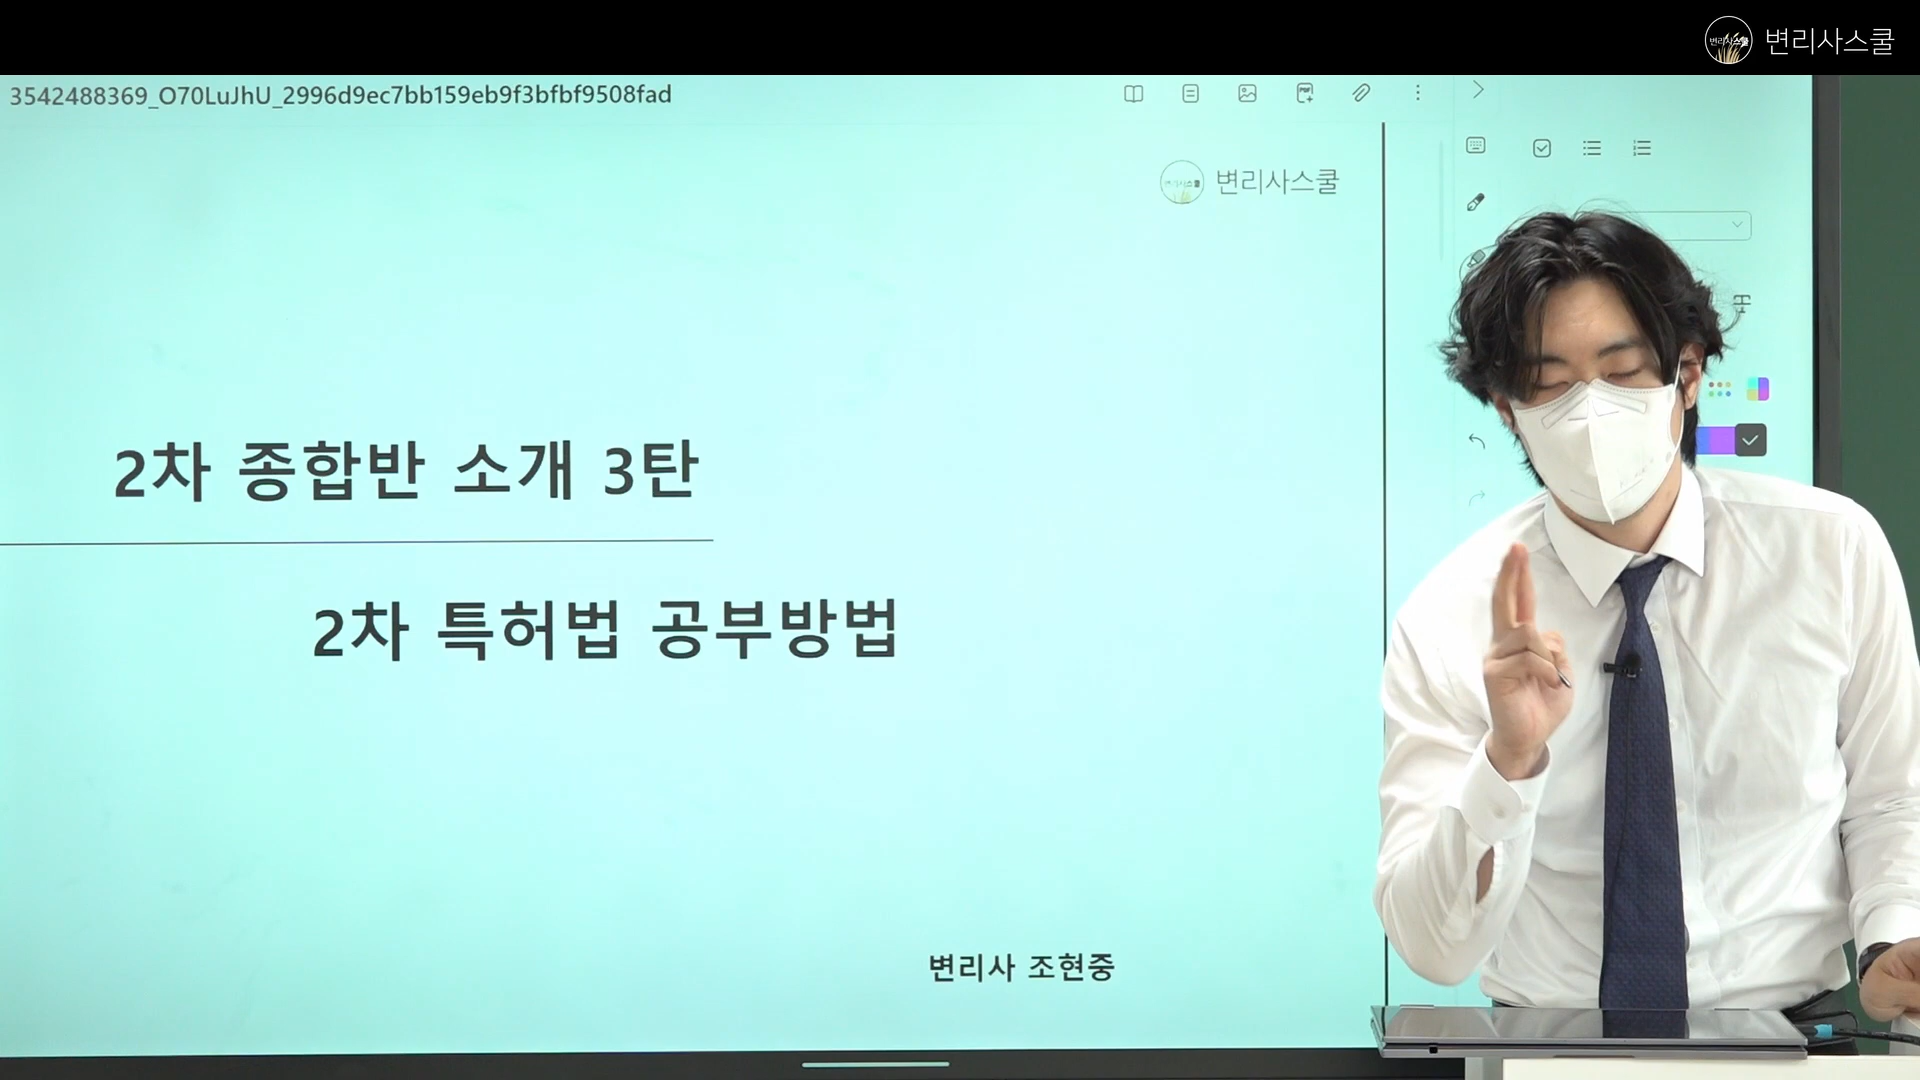 변리사스쿨
3542488369_O70LuJhU_2996d9ec7bb159eb9f3bfbf9508fad
변리사스쿨
2차 종합반 소개 3탄
2차 특허법 공부방법
변리사 조현중